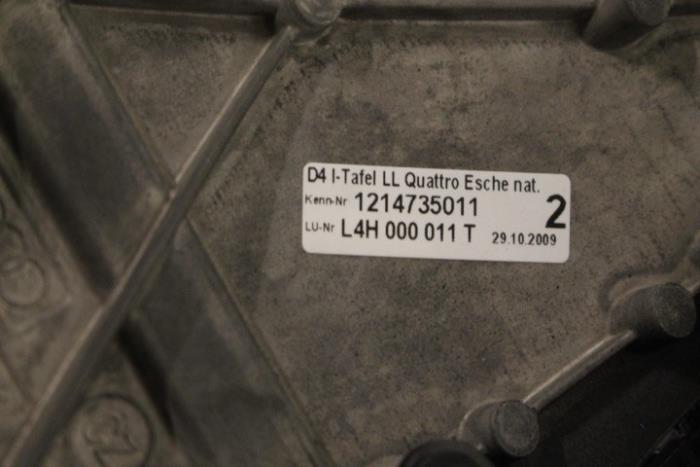 D4 I-Tafel LL Quattro Esche nat.
Kenn-Nr 1214735011 2
LU-Nr L4H 000 011 T 29.10.2009